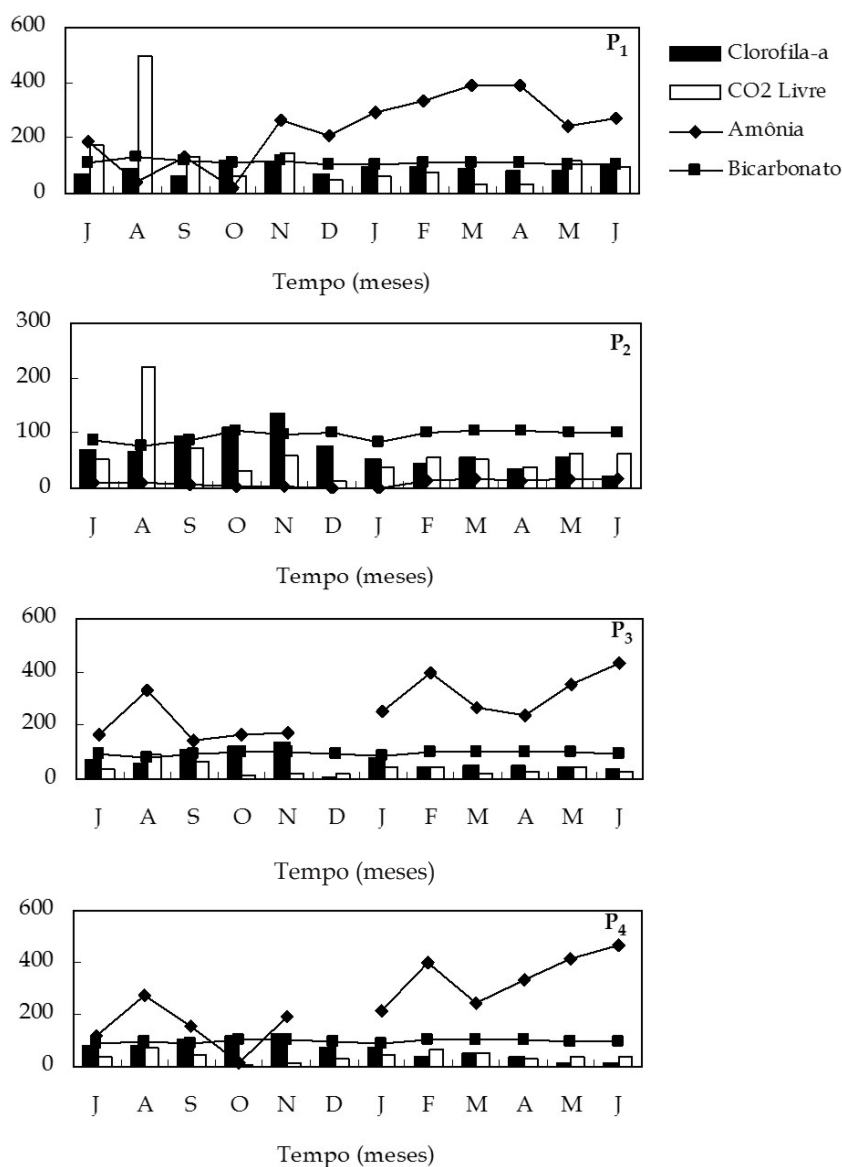 600
400
200
0
P1
J A S O N D J F M A M J
Tempo (meses)
Clorofila-a
CO2 Livre
Amônia
Bicarbonato
300
200
100
0
P2
J A S O N D J F M A M J
Tempo (meses)
600
400
200
0
P3
J A S O N D J F M A M J
Tempo (meses)
600
400
200
0
P4
J A S O N D J F M A M J
Tempo (meses)